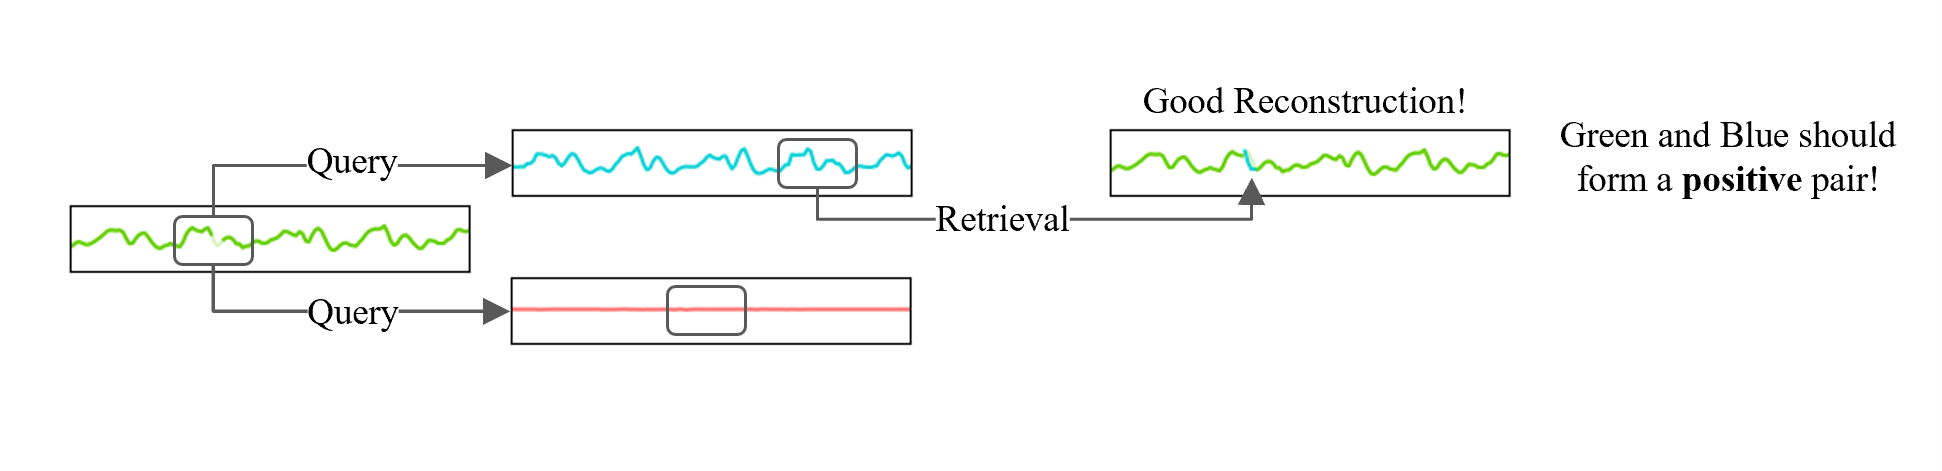 Good Reconstruction!
Green and Blue should
form a positive pair!
Query
Retrieval
Query